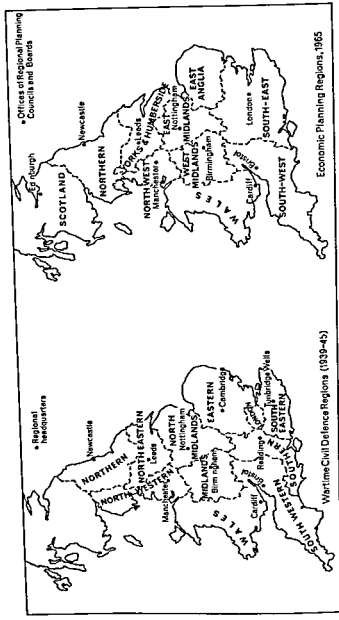 • Regional headquarters
Newcastle
NORTHERN
NORTH EASTERN
Leeds
NORTH WESTERN
Manchester
NORTH MIDLANDS
Nottingham
MIDLANDS
Birmingham
EASTERN
Cambridge
WALES
Cardiff
Bristol
Reading
LONDON
Tunbridge Wells
SOUTH EASTERN
SOUTHERN
SOUTH WESTERN
Wartime Civil Defence Regions (1939–45)
• Offices of Regional Planning Councils and Boards
Edinburgh
SCOTLAND
Newcastle
NORTHERN
YORKS & HUMBERSIDE
Leeds
NORTH WEST
Manchester
EAST MIDLANDS
Nottingham
WEST MIDLANDS
Birmingham
EAST ANGLIA
WALES
Cardiff
Bristol
London
SOUTH-EAST
SOUTH-WEST
Economic Planning Regions, 1965